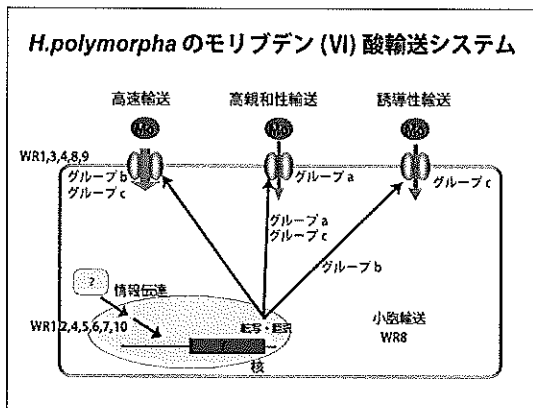 H.polymorpha のモリブデン (VI) 酸輸送システム
高速輸送
高親和性輸送
誘導性輸送
Mo
Mo
Mo
WR1,3,4,8,9
グループ b
グループ c
グループ a
グループ c
グループ a
グループ c
グループ b
?
情報伝達
WR1,2,4,5,6,7,10
転写・翻訳
小胞輸送
WR8
核